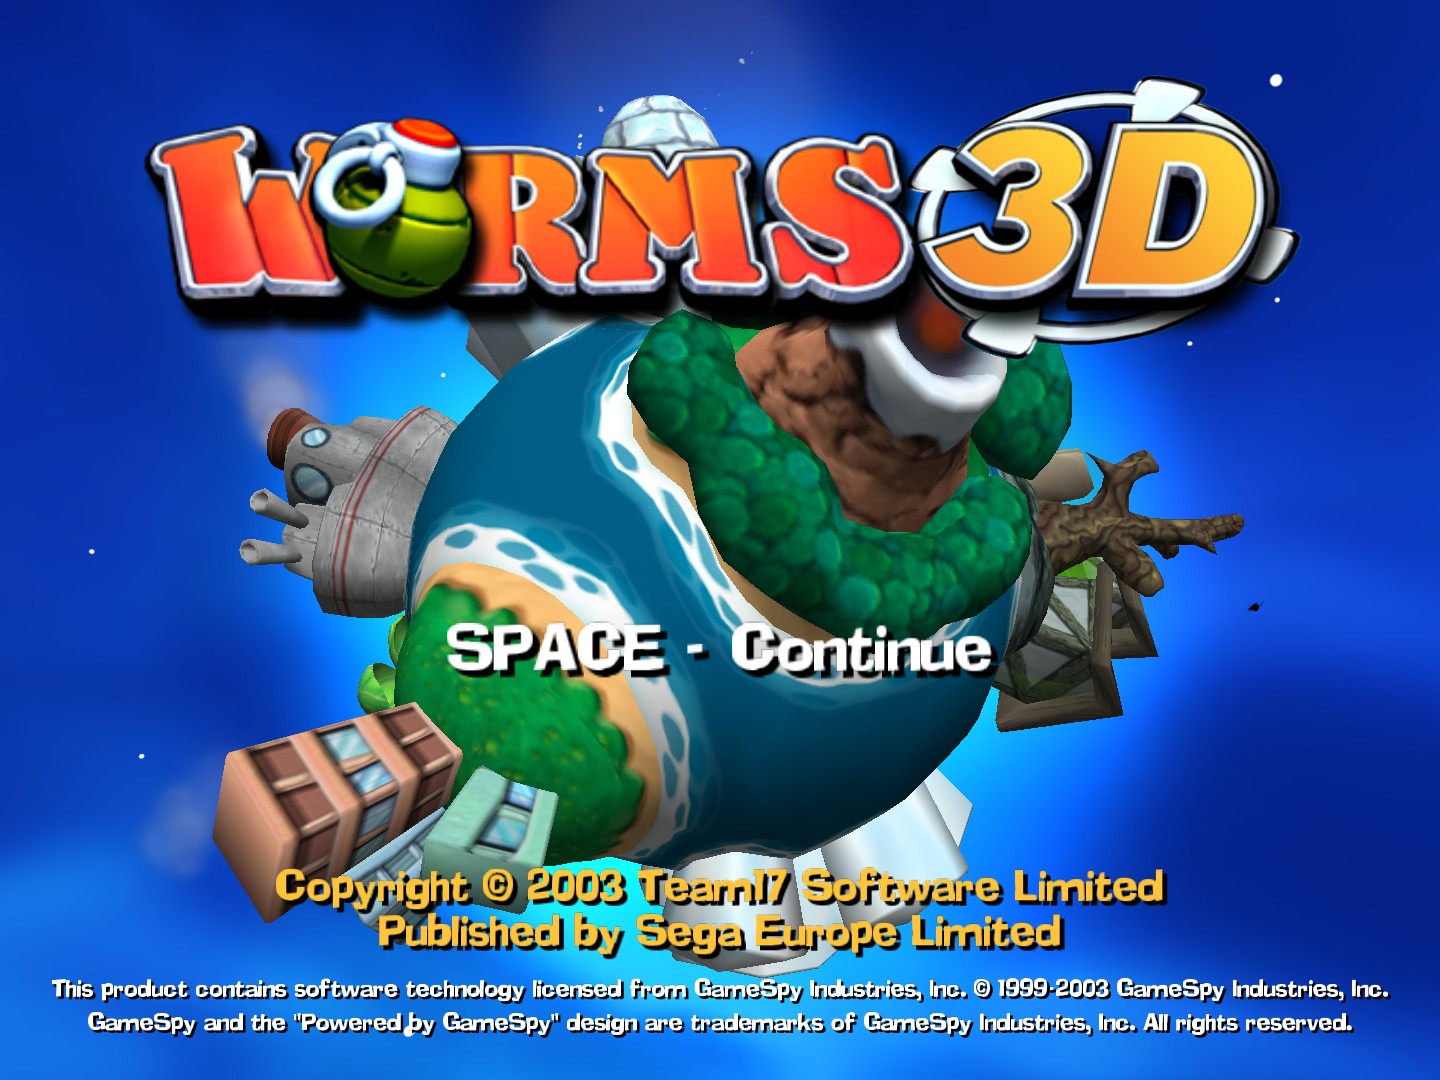 WORMS 3D
SPACE - Continue
Copyright © 2003 Team17 Software Limited
Published by Sega Europe Limited
This product contains software technology licensed from GameSpy Industries, Inc. © 1999-2003 GameSpy Industries, Inc.
GameSpy and the "Powered by GameSpy" design are trademarks of GameSpy Industries, Inc. All rights reserved.